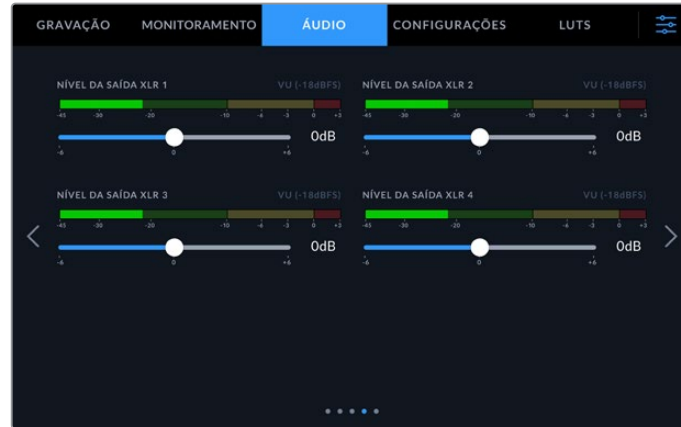 GRAVAÇÃO MONITORAMENTO ÁUDIO CONFIGURAÇÕES LUTS
NÍVEL DA SAÍDA XLR 1 VU (-18dBFS) NÍVEL DA SAÍDA XLR 2 VU (-18dBFS)
-45 -30 -20 -10 -6 -3 0 +3 -45 -30 -20 -10 -6 -3 0 +3
0dB 0dB
-6 0 +6 -6 0 +6
NÍVEL DA SAÍDA XLR 3 VU (-18dBFS) NÍVEL DA SAÍDA XLR 4 VU (-18dBFS)
-45 -30 -20 -10 -6 -3 0 +3 -45 -30 -20 -10 -6 -3 0 +3
0dB 0dB
-6 0 +6 -6 0 +6